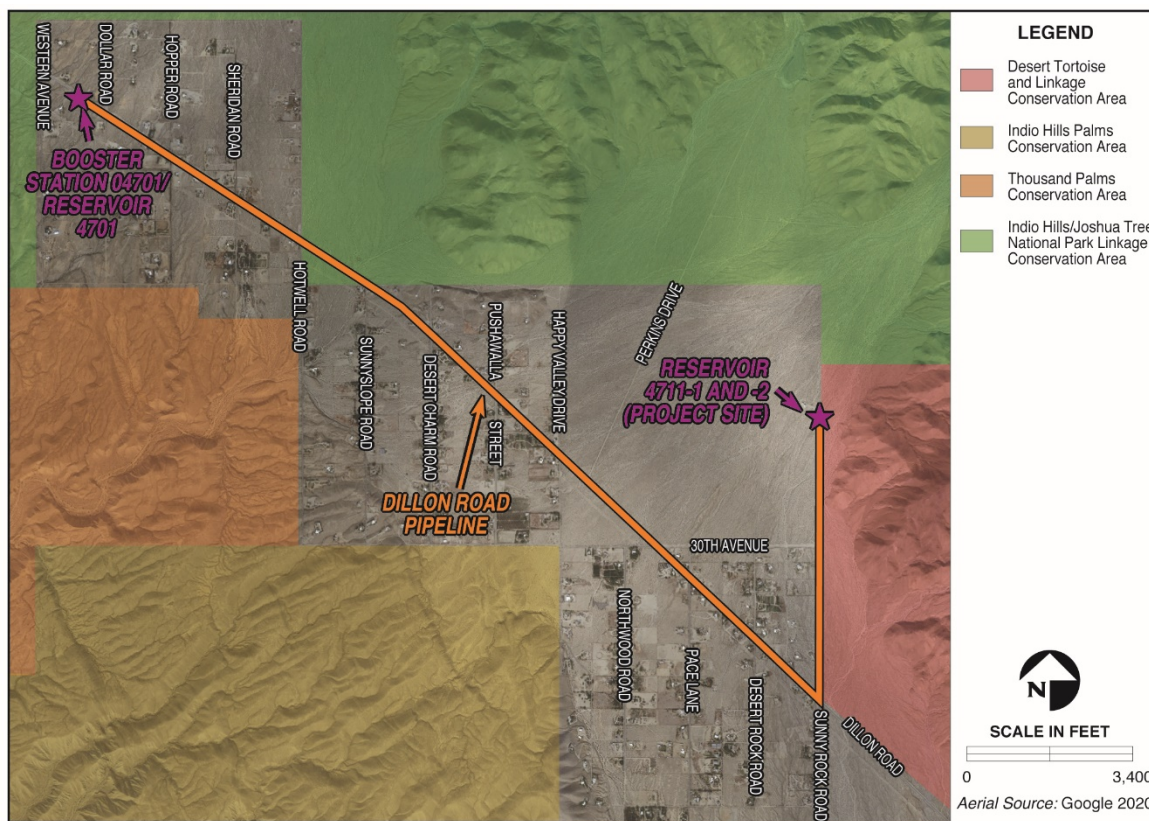 WESTERN AVENUE
DOLLAR ROAD
HOPPER ROAD
SHERIDAN ROAD
BOOSTER
STATION 04701/
RESERVOIR
4701
HOTWELL ROAD
SUNNYSLOPE ROAD
DESERT CHARM ROAD
PUSHAWALLA
STREET
HAPPY VALLEY DRIVE
PERKINS DRIVE
RESERVOIR
4711-1 AND -2
(PROJECT SITE)
DILLON ROAD
PIPELINE
30TH AVENUE
NORTHWOOD ROAD
PACE LANE
DESERT ROCK ROAD
SUNNY ROCK ROAD
DILLON ROAD
LEGEND
Desert Tortoise
and Linkage
Conservation Area
Indio Hills Palms
Conservation Area
Thousand Palms
Conservation Area
Indio Hills/Joshua Tree
National Park Linkage
Conservation Area
N
SCALE IN FEET
0
3,400
Aerial Source: Google 2020